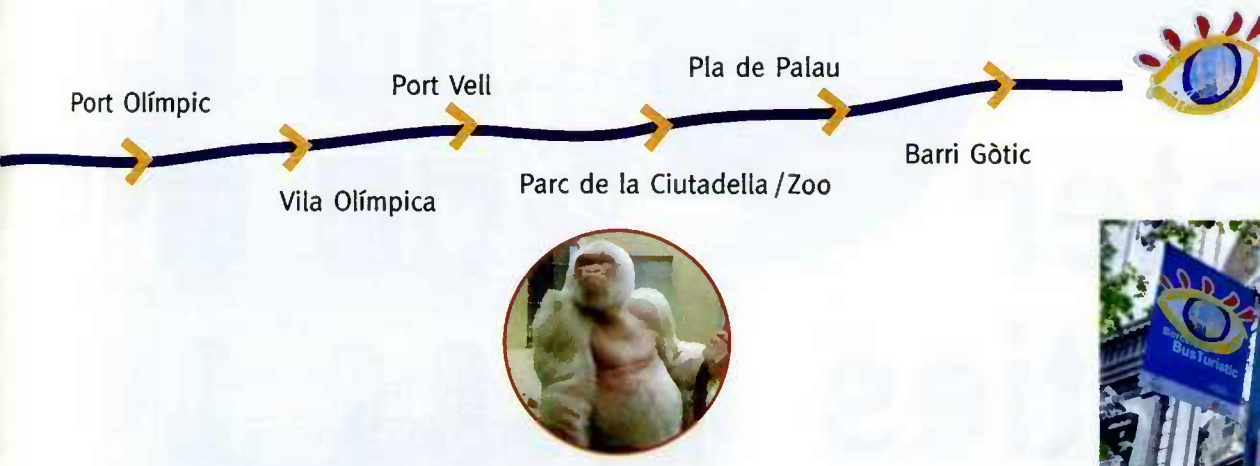 Port Olímpic
Vila Olímpica
Port Vell
Parc de la Ciutadella / Zoo
Pla de Palau
Barri Gòtic
BusTurístic